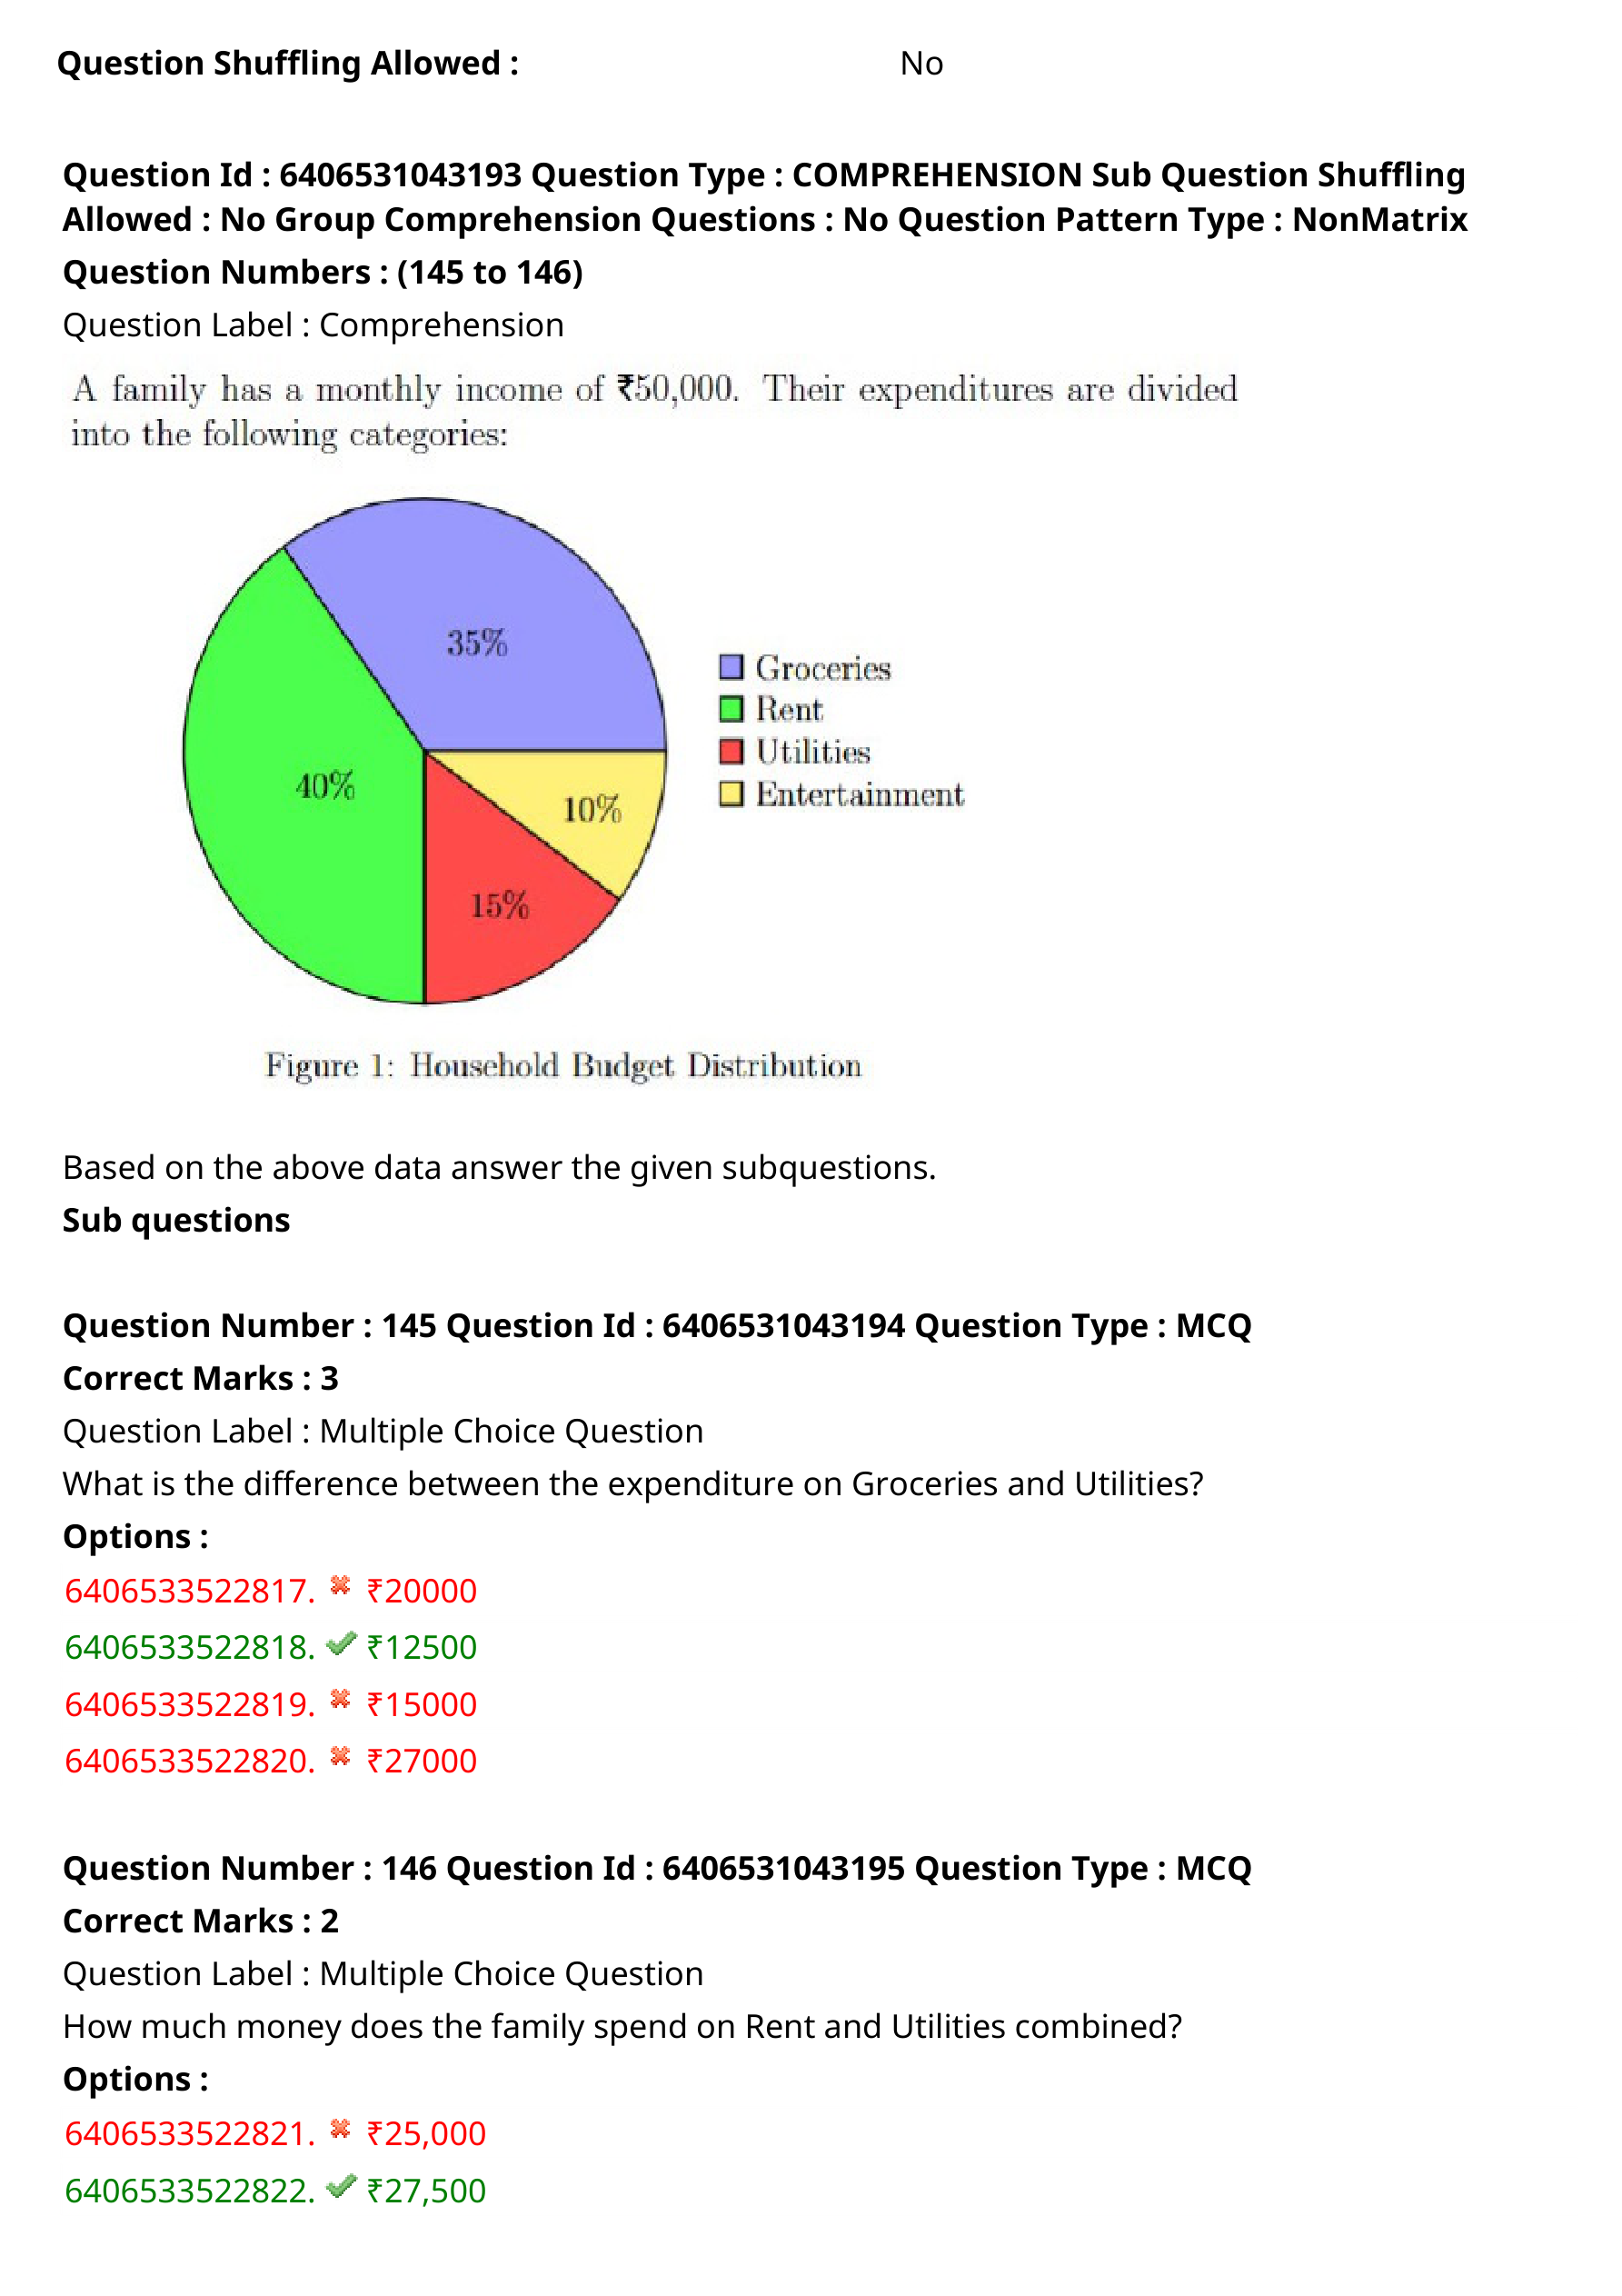 Question Shuffling Allowed : No
Question Id : 6406531043193 Question Type : COMPREHENSION Sub Question Shuffling
Allowed : No Group Comprehension Questions : No Question Pattern Type : NonMatrix
Question Numbers : (145 to 146)
Question Label : Comprehension
A family has a monthly income of ₹50,000. Their expenditures are divided
into the following categories:
35%
40%
10%
15%
Groceries
Rent
Utilities
Entertainment
Figure 1: Household Budget Distribution
Based on the above data answer the given subquestions.
Sub questions
Question Number : 145 Question Id : 6406531043194 Question Type : MCQ
Correct Marks : 3
Question Label : Multiple Choice Question
What is the difference between the expenditure on Groceries and Utilities?
Options :
6406533522817. ₹20000
6406533522818. ₹12500
6406533522819. ₹15000
6406533522820. ₹27000
Question Number : 146 Question Id : 6406531043195 Question Type : MCQ
Correct Marks : 2
Question Label : Multiple Choice Question
How much money does the family spend on Rent and Utilities combined?
Options :
6406533522821. ₹25,000
6406533522822. ₹27,500